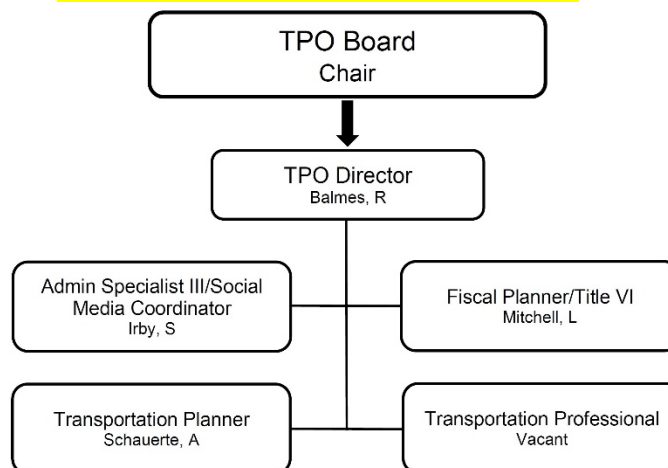 TPO Board
Chair
TPO Director
Balmes, R
Admin Specialist III/Social
Media Coordinator
Irby, S
Fiscal Planner/Title VI
Mitchell, L
Transportation Planner
Schauerte, A
Transportation Professional
Vacant